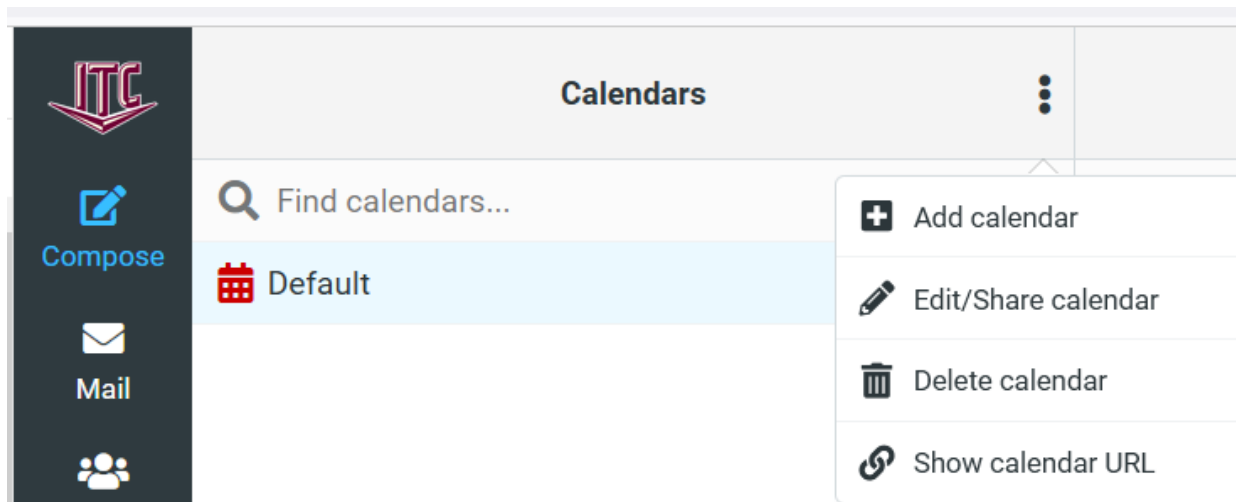 ITC
Calendars
Find calendars...
Add calendar
Compose
Default
Edit/Share calendar
Mail
Delete calendar
Show calendar URL